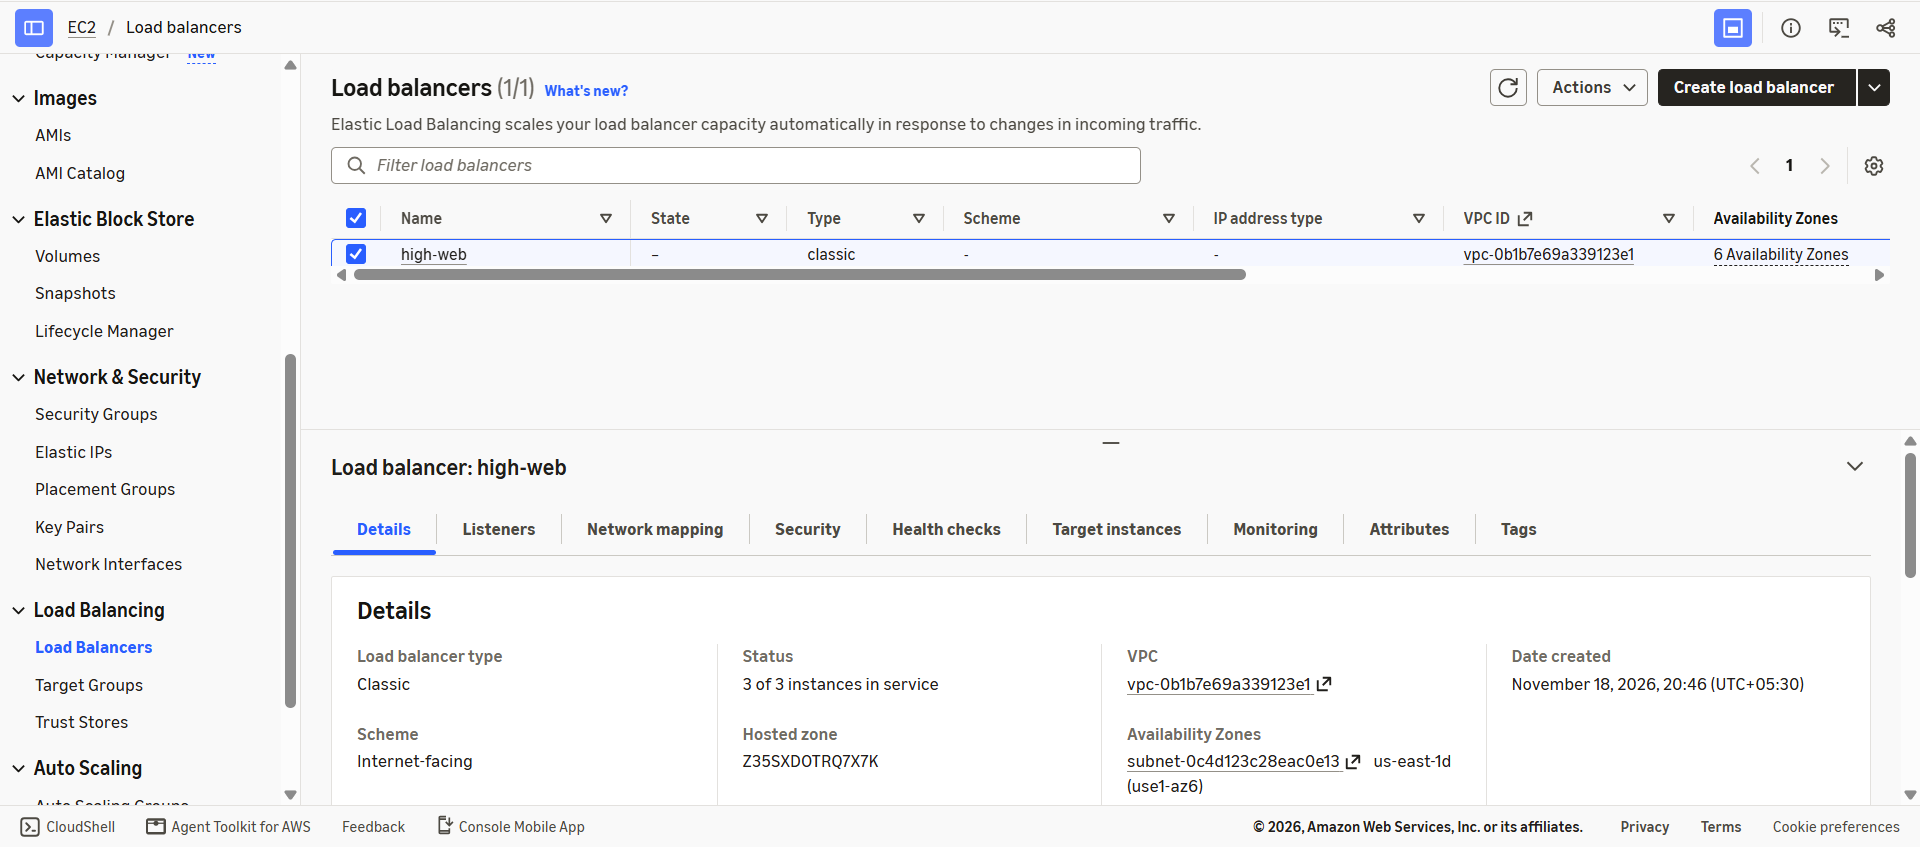 EC2 / Load balancers
Capacity Manager New
Images
AMIs
AMI Catalog
Elastic Block Store
Volumes
Snapshots
Lifecycle Manager
Network & Security
Security Groups
Elastic IPs
Placement Groups
Key Pairs
Network Interfaces
Load Balancing
Load Balancers
Target Groups
Trust Stores
Auto Scaling
Auto Scaling Groups
Load balancers (1/1) What's new?
Actions
Create load balancer
Elastic Load Balancing scales your load balancer capacity automatically in response to changes in incoming traffic.
Filter load balancers
1
Name State Type Scheme IP address type VPC ID Availability Zones
high-web – classic - - vpc-0b1b7e69a339123e1 6 Availability Zones
Load balancer: high-web
Details Listeners Network mapping Security Health checks Target instances Monitoring Attributes Tags
Details
Load balancer type
Classic
Scheme
Internet-facing
Status
3 of 3 instances in service
Hosted zone
Z35SXDOTRQ7X7K
VPC
vpc-0b1b7e69a339123e1
Availability Zones
subnet-0c4d123c28eac0e13 us-east-1d
(use1-az6)
Date created
November 18, 2026, 20:46 (UTC+05:30)
CloudShell Agent Toolkit for AWS Feedback Console Mobile App
© 2026, Amazon Web Services, Inc. or its affiliates. Privacy Terms Cookie preferences